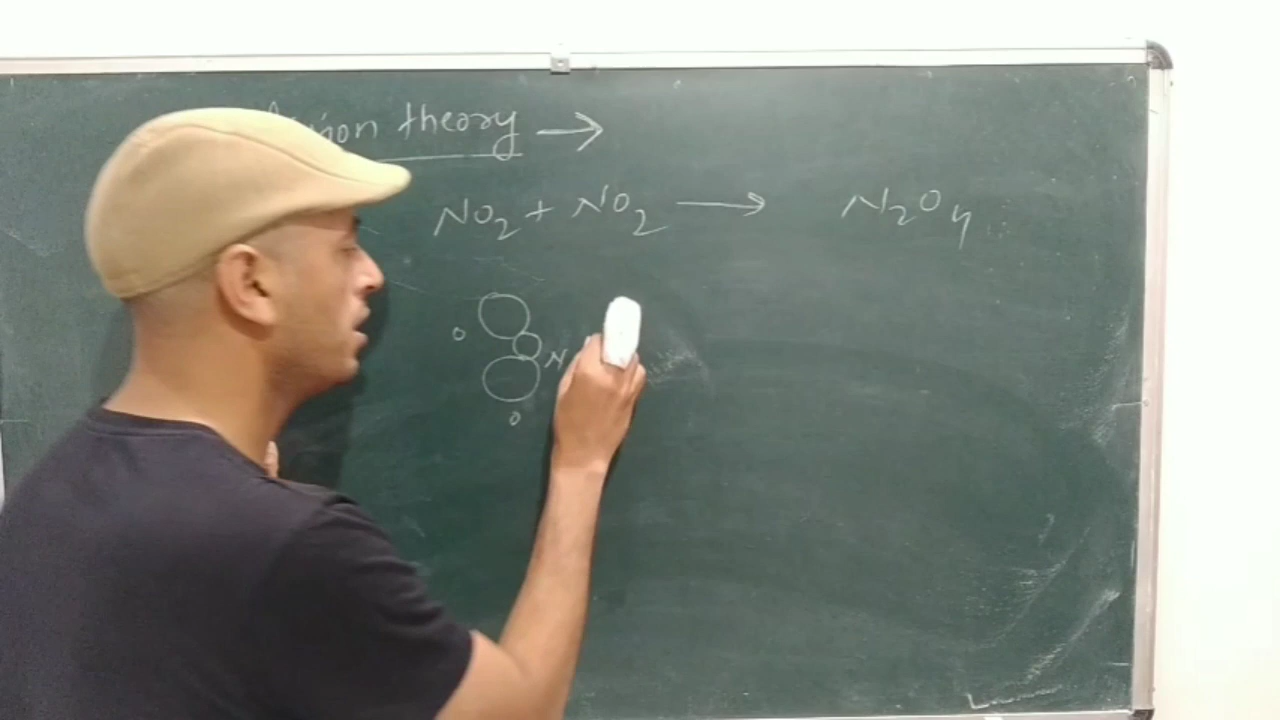 theory →
NO2 + NO2 → N2O4
O
N
O